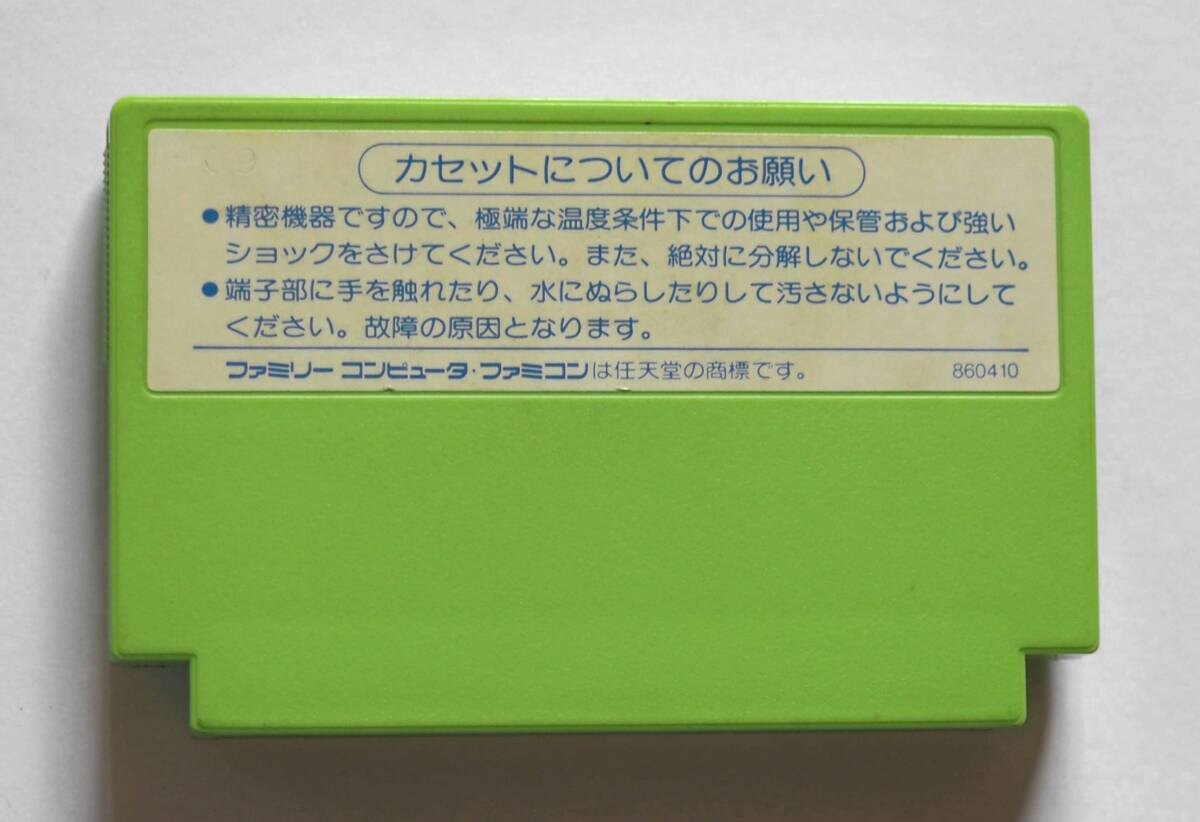 カセットについてのお願い
●精密機器ですので、極端な温度条件下での使用や保管および強い
ショックをさけてください。また、絶対に分解しないでください。
●端子部に手を触れたり、水にぬらしたりして汚さないようにして
ください。故障の原因となります。
ファミリー コンピュータ・ファミコンは任天堂の商標です。 860410